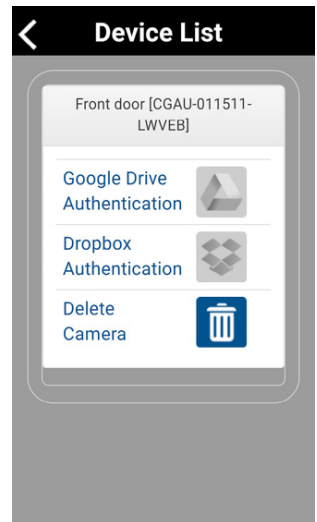 Device List
Front door [CGAU-011511-
LWVEB]
Google Drive
Authentication
Dropbox
Authentication
Delete
Camera